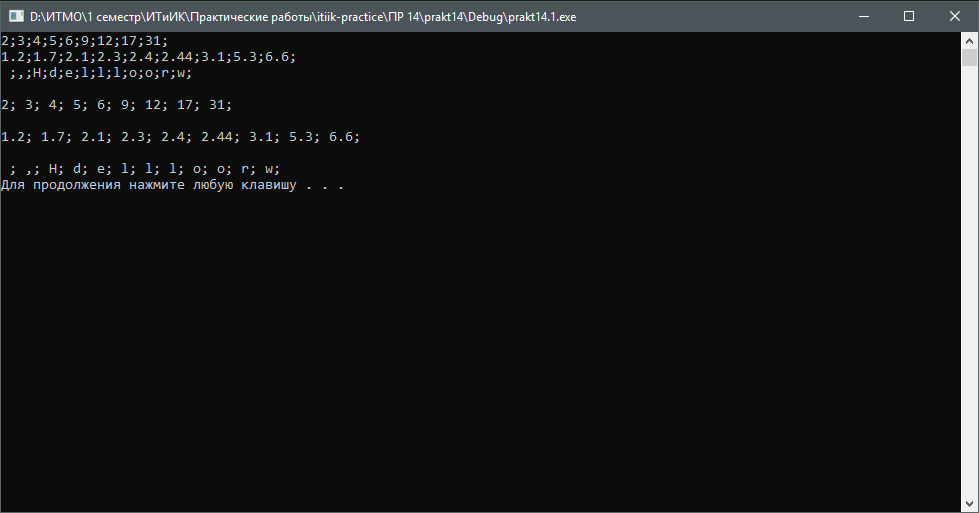 D:\ИТМО\1 семестр\ИТиИК\Практические работы\itiik-practice\ПР 14\prakt14\Debug\prakt14.1.exe
2;3;4;5;6;9;12;17;31;
1.2;1.7;2.1;2.3;2.4;2.44;3.1;5.3;6.6;
 ;,;H;d;e;l;l;l;o;o;r;w;
2; 3; 4; 5; 6; 9; 12; 17; 31;
1.2; 1.7; 2.1; 2.3; 2.4; 2.44; 3.1; 5.3; 6.6;
 ; ,; H; d; e; l; l; l; o; o; r; w;
Для продолжения нажмите любую клавишу . . .